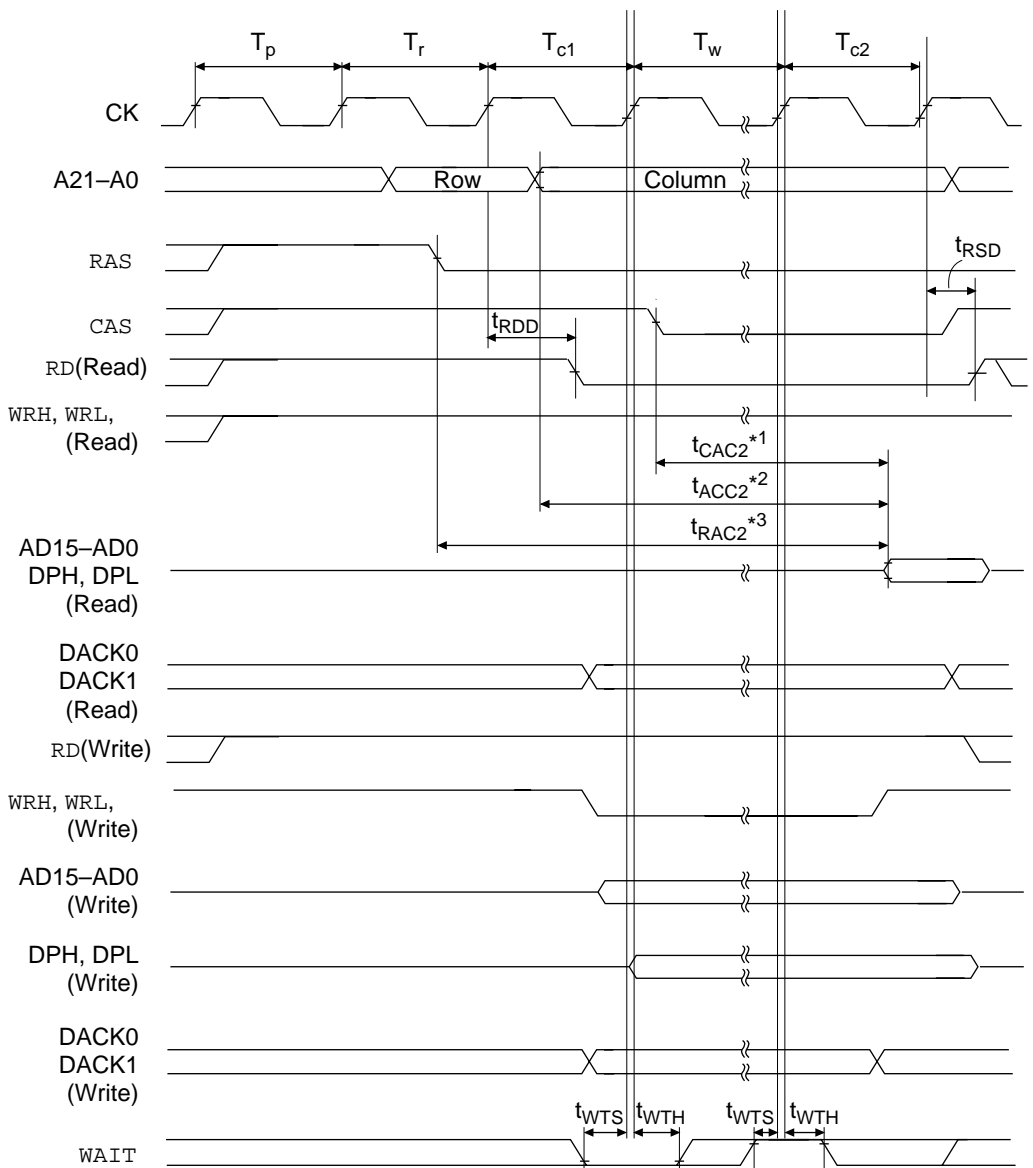 Tp Tr Tc1 Tw Tc2
CK
A21–A0 Row Column
RAS
tRSD
CAS
tRDD
RD(Read)
WRH, WRL,
(Read)
tCAC2*1
tACC2*2
tRAC2*3
AD15–AD0
DPH, DPL
(Read)
DACK0
DACK1
(Read)
RD(Write)
WRH, WRL,
(Write)
AD15–AD0
(Write)
DPH, DPL
(Write)
DACK0
DACK1
(Write)
tWTS tWTH tWTS tWTH
WAIT